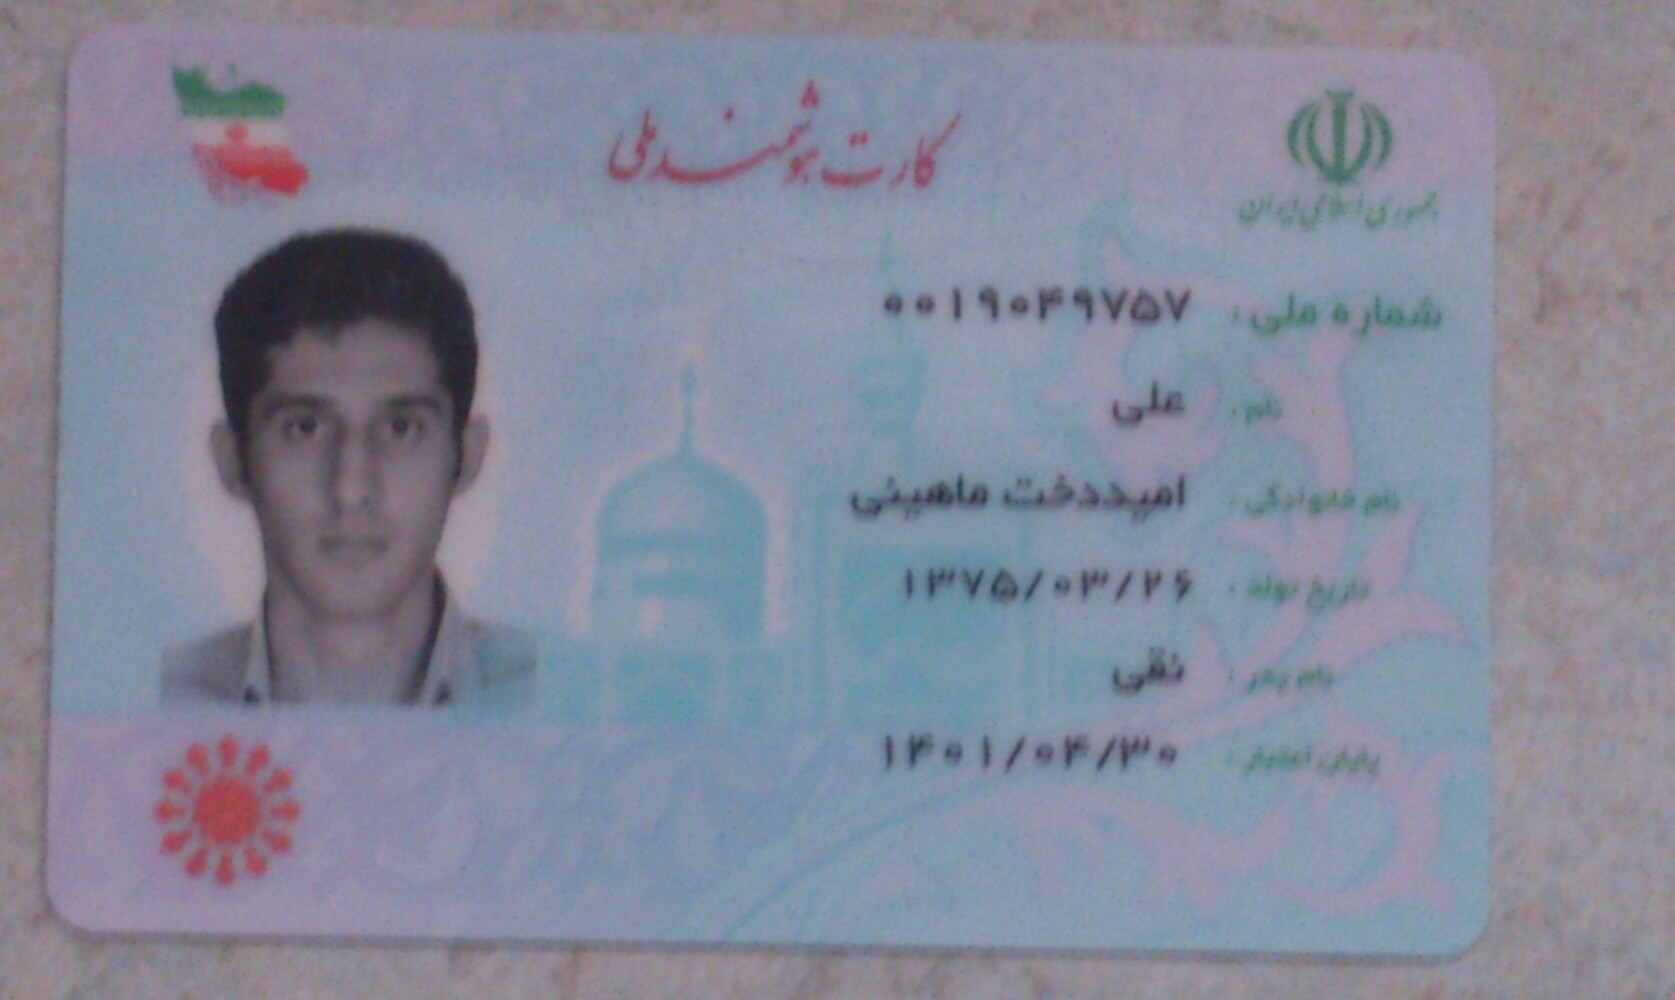 کارت هوشمند ملی
جمهوری اسلامی ایران
شماره ملی: ۰۰۱۹۰۴۹۷۵۷
نام: علی
نام خانوادگی: امیددخت ماهینی
تاریخ تولد: ۱۳۷۵/۰۳/۲۶
نام پدر: نقی
پایان اعتبار: ۱۴۰۱/۰۴/۳۰